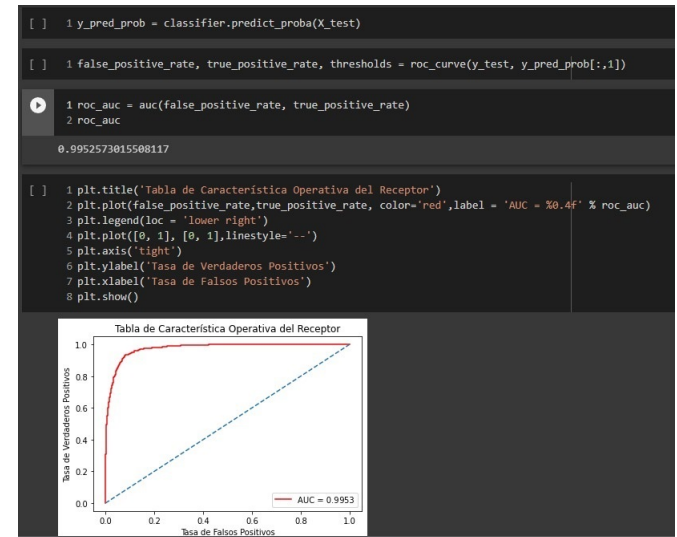 [ ] 1 y_pred_prob = classifier.predict_proba(X_test)
[ ] 1 false_positive_rate, true_positive_rate, thresholds = roc_curve(y_test, y_pred_prob[:,1])
1 roc_auc = auc(false_positive_rate, true_positive_rate)
2 roc_auc
0.9952573015508117
[ ] 1 plt.title('Tabla de Característica Operativa del Receptor')
2 plt.plot(false_positive_rate,true_positive_rate, color='red',label = 'AUC = %0.4f' % roc_auc)
3 plt.legend(loc = 'lower right')
4 plt.plot([0, 1], [0, 1],linestyle='--')
5 plt.axis('tight')
6 plt.ylabel('Tasa de Verdaderos Positivos')
7 plt.xlabel('Tasa de Falsos Positivos')
8 plt.show()
Tabla de Característica Operativa del Receptor
Tasa de Verdaderos Positivos
1.0
0.8
0.6
0.4
0.2
0.0
AUC = 0.9953
0.0 0.2 0.4 0.6 0.8 1.0
Tasa de Falsos Positivos